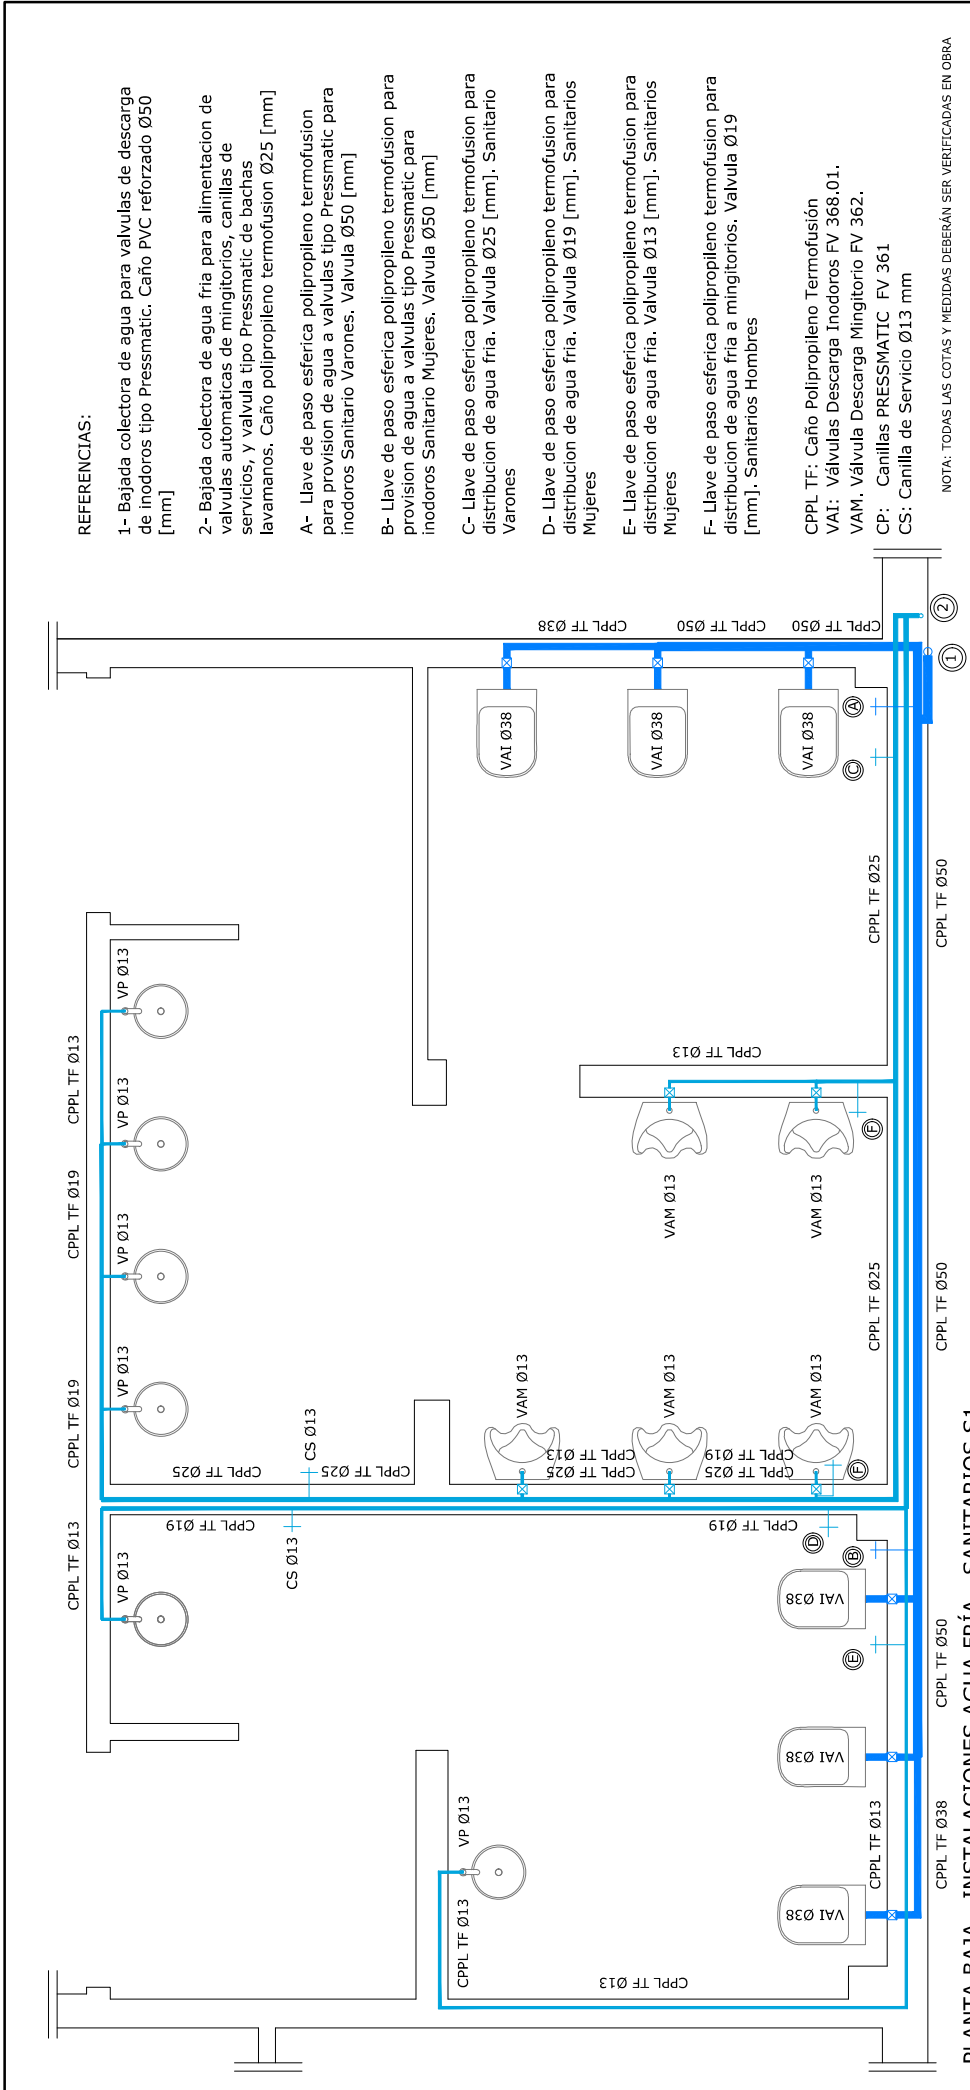 REFERENCIAS:
1- Bajada colectora de agua para valvulas de descarga
de inodoros tipo Pressmatic. Caño PVC reforzado Ø50
[mm]
2- Bajada colectora de agua fria para alimentacion de
valvulas automaticas de mingitorios, canillas de
servicios, y valvula tipo Pressmatic de bachas
lavamanos. Caño polipropileno termofusion Ø25 [mm]
A- Llave de paso esferica polipropileno termofusion
para provision de agua a valvulas tipo Pressmatic para
inodoros Sanitario Varones. Valvula Ø50 [mm]
B- Llave de paso esferica polipropileno termofusion para
provision de agua a valvulas tipo Pressmatic para
inodoros Sanitario Mujeres. Valvula Ø50 [mm]
C- Llave de paso esferica polipropileno termofusion para
distribucion de agua fria. Valvula Ø25 [mm]. Sanitario
Varones
D- Llave de paso esferica polipropileno termofusion para
distribucion de agua fria. Valvula Ø19 [mm]. Sanitarios
Mujeres
E- Llave de paso esferica polipropileno termofusion para
distribucion de agua fria. Valvula Ø13 [mm]. Sanitarios
Mujeres
F- Llave de paso esferica polipropileno termofusion para
distribucion de agua fria a mingitorios. Valvula Ø19
[mm]. Sanitarios Hombres
CPPL TF: Caño Polipropileno Termofusión
VAI: Válvulas Descarga Inodoros FV 368.01.
VAM. Válvula Descarga Mingitorio FV 362.
CP: Canillas PRESSMATIC FV 361
CS: Canilla de Servicio Ø13 mm
NOTA: TODAS LAS COTAS Y MEDIDAS DEBERÁN SER VERIFICADAS EN OBRA
CPPL TF Ø13
CPPL TF Ø19
CPPL TF Ø19
CPPL TF Ø13
VP Ø13
VP Ø13
VP Ø13
VP Ø13
VP Ø13
CPPL TF Ø25
CPPL TF Ø25
CS Ø13
CPPL TF Ø19
CS Ø13
VP Ø13
CPPL TF Ø13
CPPL TF Ø13
CPPL TF Ø38
CPPL TF Ø50
CPPL TF Ø50
VAI Ø38
VAI Ø38
VAI Ø38
A
C
1
2
CPPL TF Ø13
VAM Ø13
VAM Ø13
F
VAM Ø13
VAM Ø13
VAM Ø13
CPPL TF Ø13
CPPL TF Ø25
CPPL TF Ø19
CPPL TF Ø25
F
CPPL TF Ø19
D
B
E
VAI Ø38
VAI Ø38
VAI Ø38
CPPL TF Ø25
CPPL TF Ø25
CPPL TF Ø13
CPPL TF Ø50
CPPL TF Ø50
CPPL TF Ø50
CPPL TF Ø38
PLANTA BAJA - INSTALACIONES AGUA FRÍA - SANITARIOS S1